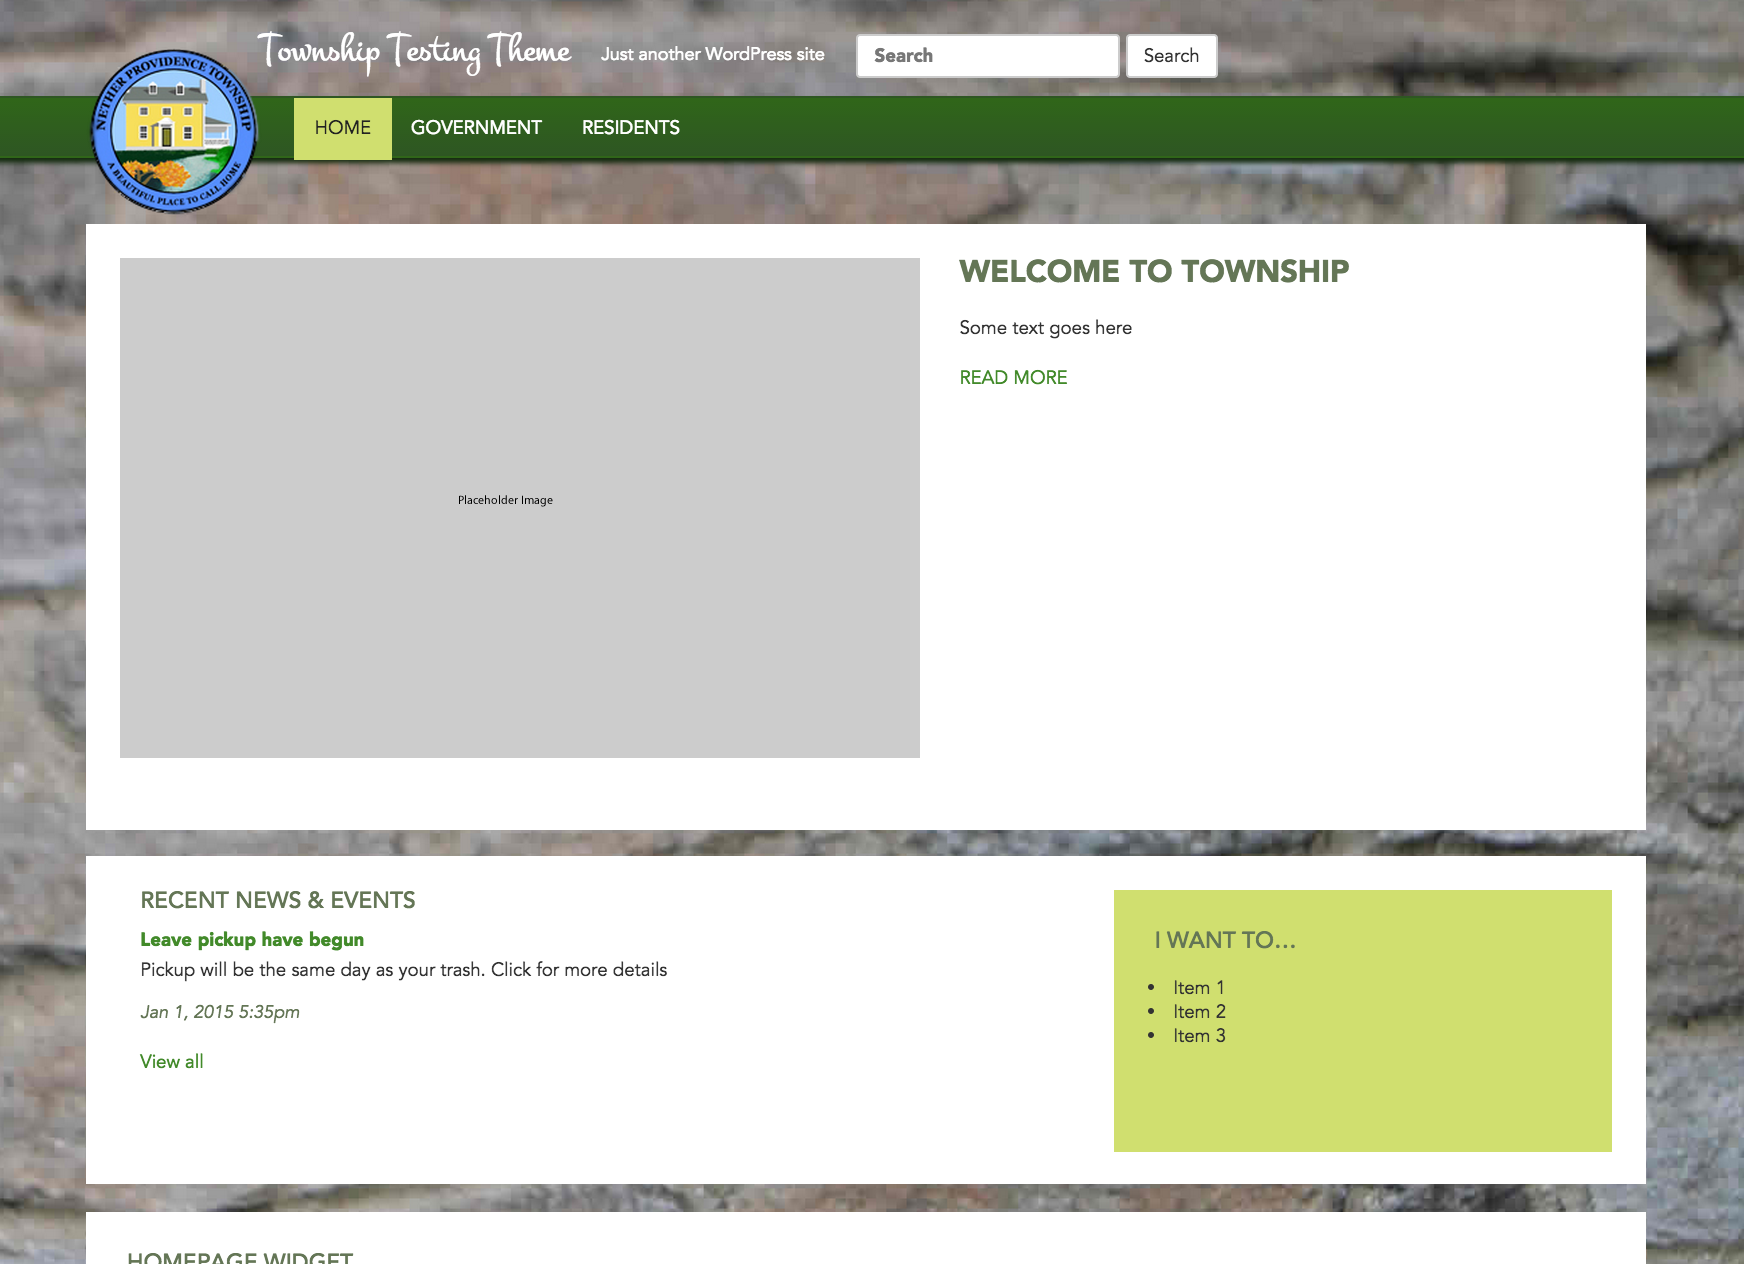 Township Testing Theme
Just another WordPress site
Search
Search
NETHER PROVIDENCE TOWNSHIP
A BEAUTIFUL PLACE TO CALL HOME
HOME
GOVERNMENT
RESIDENTS
Placeholder Image
WELCOME TO TOWNSHIP
Some text goes here
READ MORE
RECENT NEWS & EVENTS
Leave pickup have begun
Pickup will be the same day as your trash. Click for more details
Jan 1, 2015 5:35pm
View all
I WANT TO...
• Item 1
• Item 2
• Item 3
HOMEPAGE WIDGET